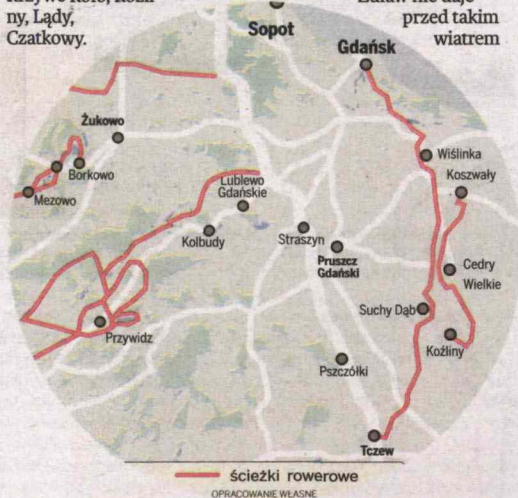 ny, Lądy,
Czatkowy.
przed takim
wiatrem
Sopot
Gdańsk
Żukowo
Borkowo
Mezowo
Wiślinka
Koszwały
Lublewo
Gdańskie
Kolbudy
Straszyn
Pruszcz
Gdański
Cedry
Wielkie
Suchy Dąb
Koźliny
Przywidz
Pszczółki
Tczew
ścieżki rowerowe
OPRACOWANIE WŁASNE